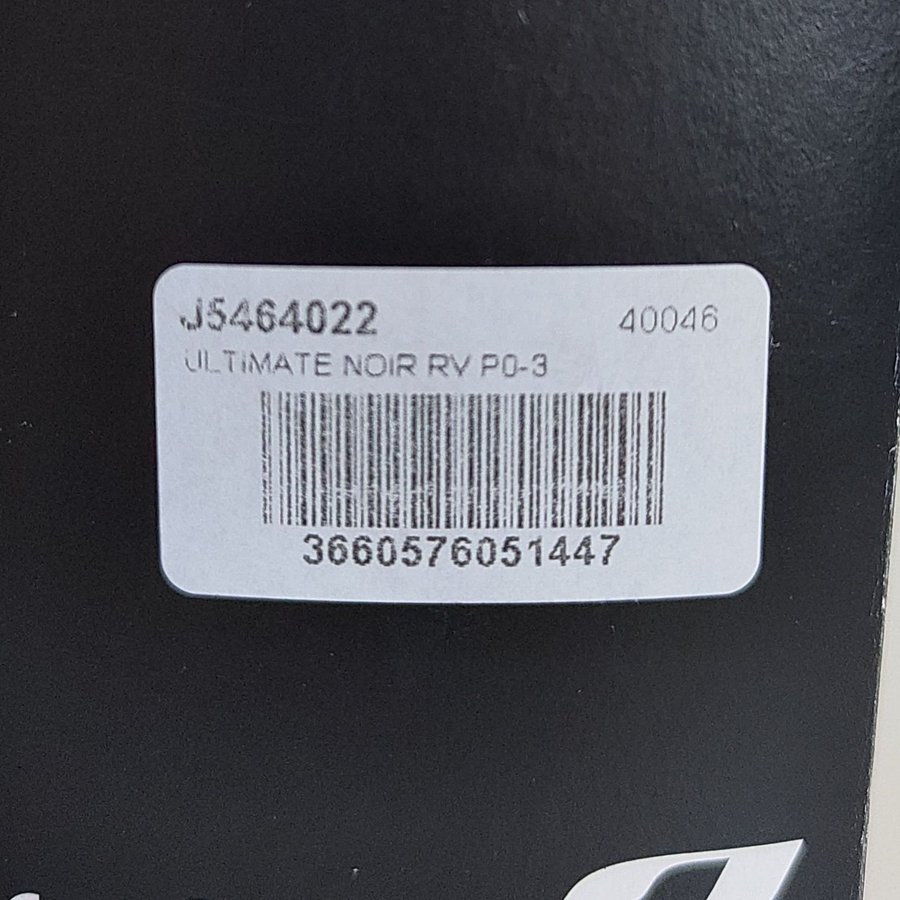 J5464022 40046
ULTIMATE NOIR RV P0-3
3660576051447